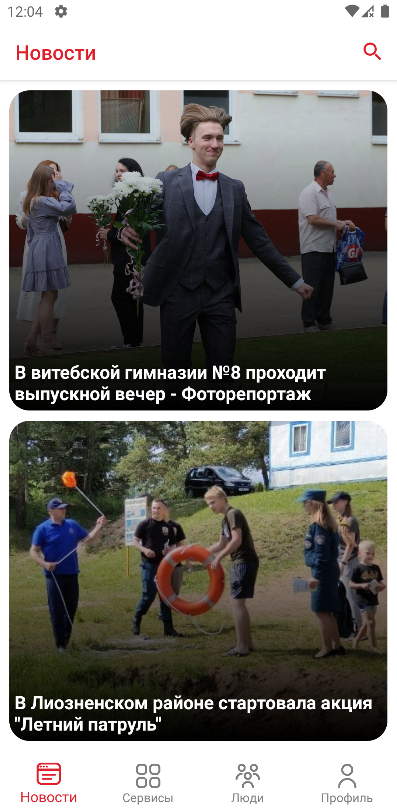 12:04
Новости
В витебской гимназии №8 проходит
выпускной вечер - Фоторепортаж
В Лиозненском районе стартовала акция
"Летний патруль"
Новости
Сервисы
Люди
Профиль